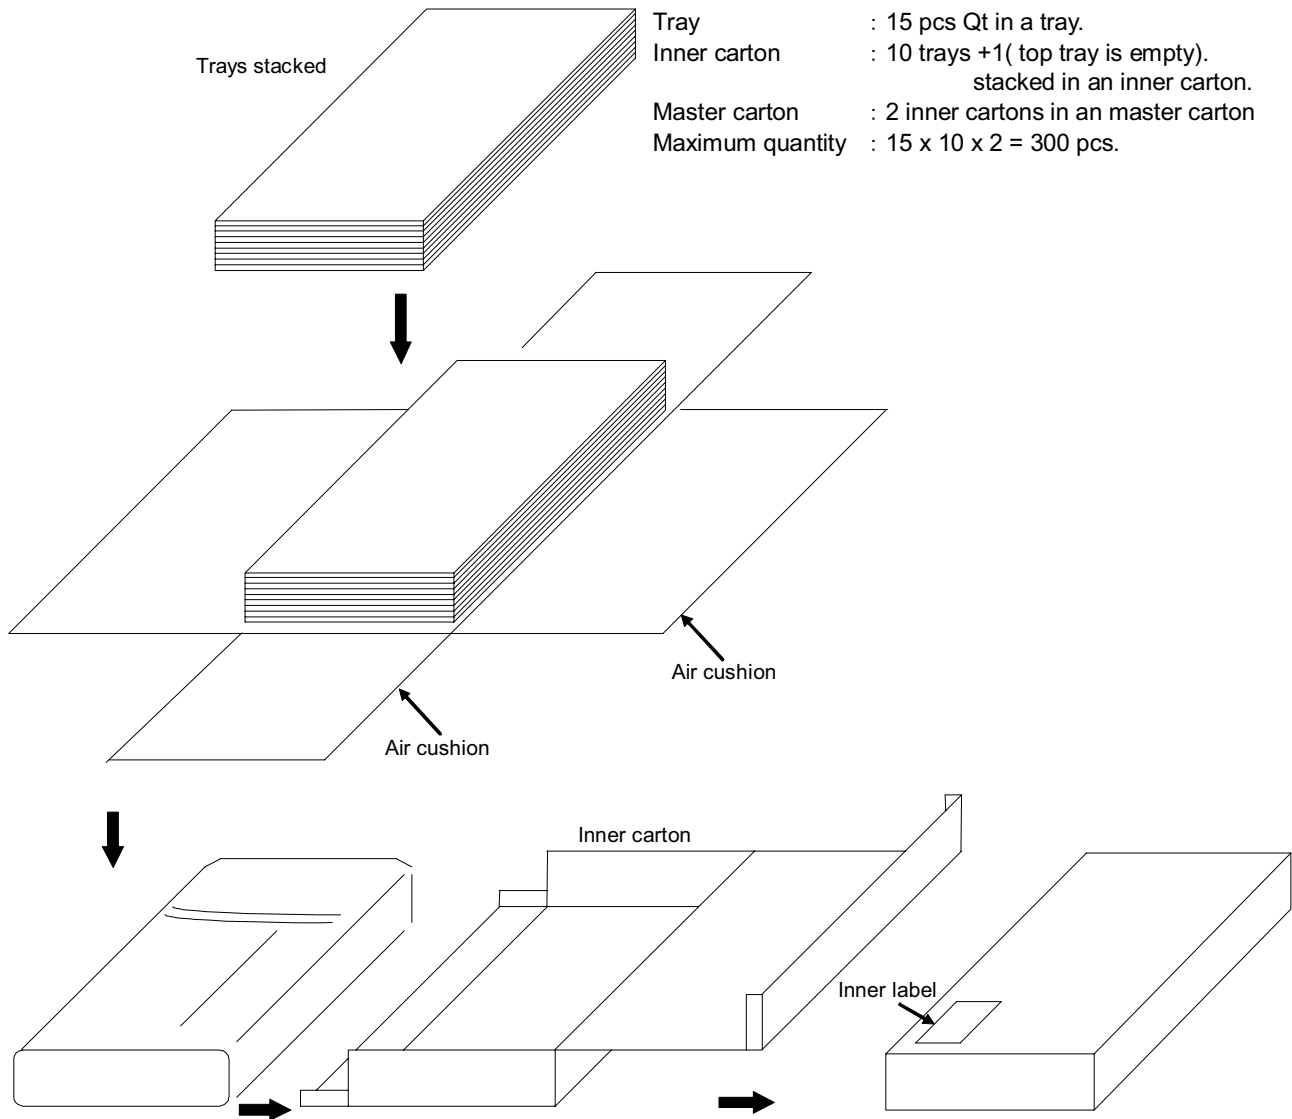 Trays stacked
Tray : 15 pcs Qt in a tray.
Inner carton : 10 trays +1( top tray is empty).
stacked in an inner carton.
Master carton : 2 inner cartons in an master carton
Maximum quantity : 15 x 10 x 2 = 300 pcs.
Air cushion
Air cushion
Inner carton
Inner label